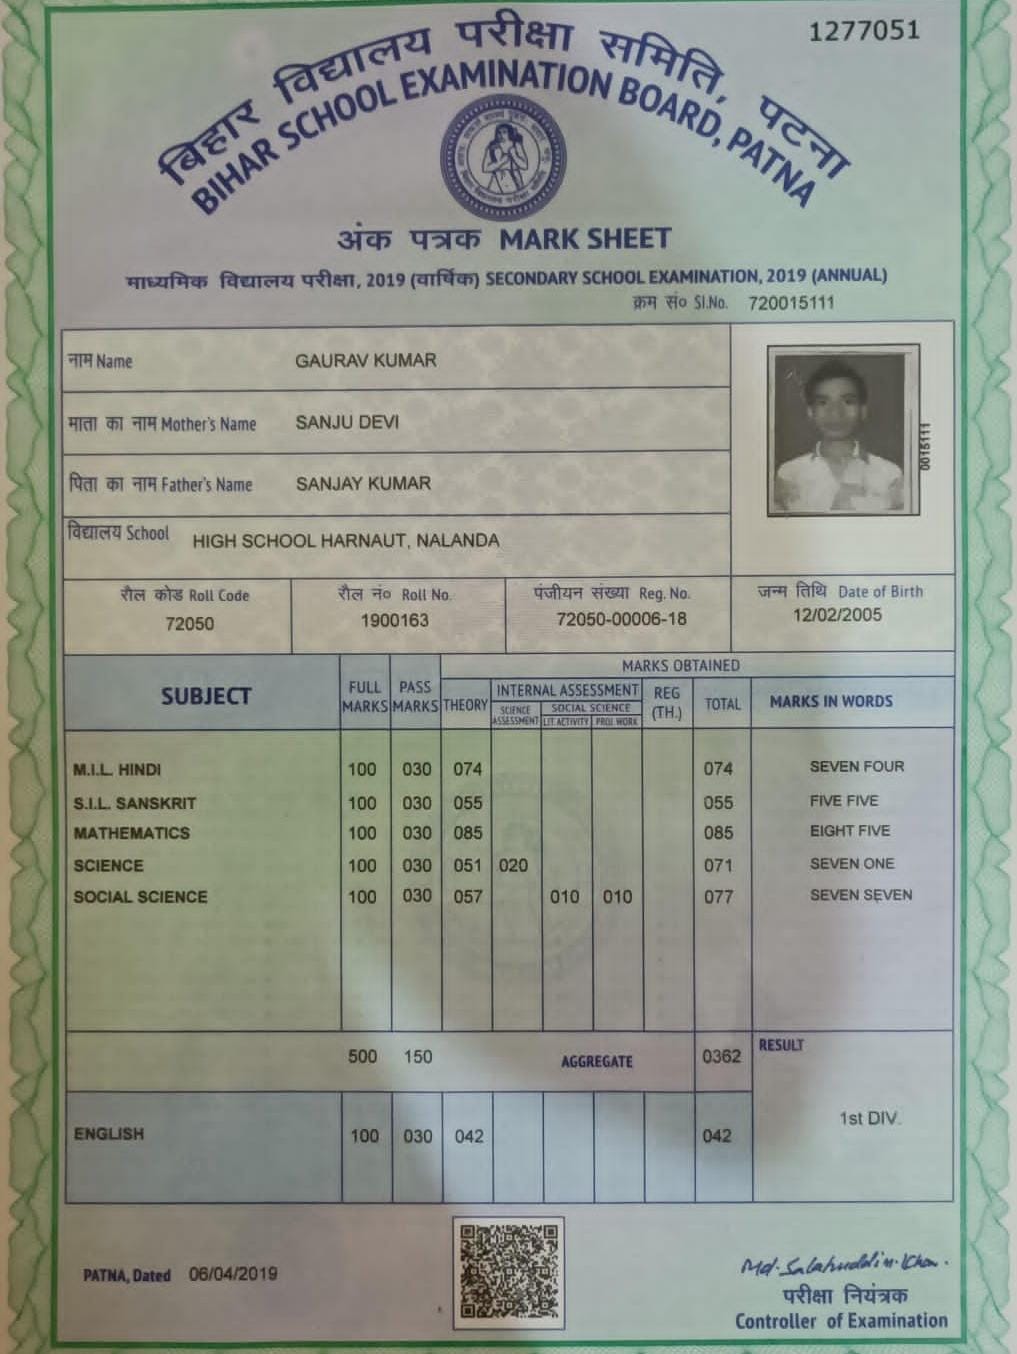 1277051
बिहार विद्यालय परीक्षा समिति, पटना
BIHAR SCHOOL EXAMINATION BOARD, PATNA
अंक पत्रक MARK SHEET
माध्यमिक विद्यालय परीक्षा, 2019 (वार्षिक) SECONDARY SCHOOL EXAMINATION, 2019 (ANNUAL)
क्रम सं० Sl.No. 720015111
नाम Name GAURAV KUMAR
माता का नाम Mother's Name SANJU DEVI
पिता का नाम Father's Name SANJAY KUMAR
विद्यालय School HIGH SCHOOL HARNAUT, NALANDA
0015111
रौल कोड Roll Code रौल नं० Roll No. पंजीयन संख्या Reg. No. जन्म तिथि Date of Birth
72050 1900163 72050-00006-18 12/02/2005
SUBJECT FULL MARKS PASS MARKS MARKS OBTAINED
THEORY INTERNAL ASSESSMENT REG (TH.) TOTAL MARKS IN WORDS
SCIENCE ASSESSMENT SOCIAL SCIENCE
LIT. ACTIVITY PROJ. WORK
M.I.L. HINDI 100 030 074 074 SEVEN FOUR
S.I.L. SANSKRIT 100 030 055 055 FIVE FIVE
MATHEMATICS 100 030 085 085 EIGHT FIVE
SCIENCE 100 030 051 020 071 SEVEN ONE
SOCIAL SCIENCE 100 030 057 010 010 077 SEVEN SEVEN
500 150 AGGREGATE 0362 RESULT
1st DIV.
ENGLISH 100 030 042 042
PATNA, Dated 06/04/2019
Md. Salahuddin Khan.
परीक्षा नियंत्रक
Controller of Examination